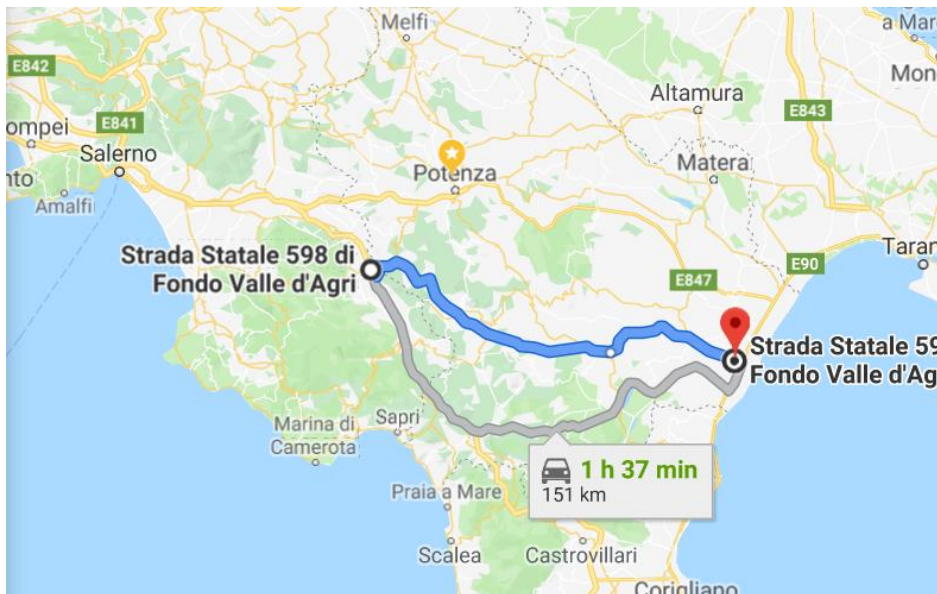 Melfi
a Mar
E842
Mon
Altamura
E843
ompei
E841
Salerno
Matera
nto
Potenza
Amalfi
Taran
Strada Statale 598 di
Fondo Valle d'Agri
E90
E847
Strada Statale 59
Fondo Valle d'Ag
Marina di
Camerota
Sapri
1 h 37 min
151 km
Praia a Mare
Scalea
Castrovillari
Corigliano